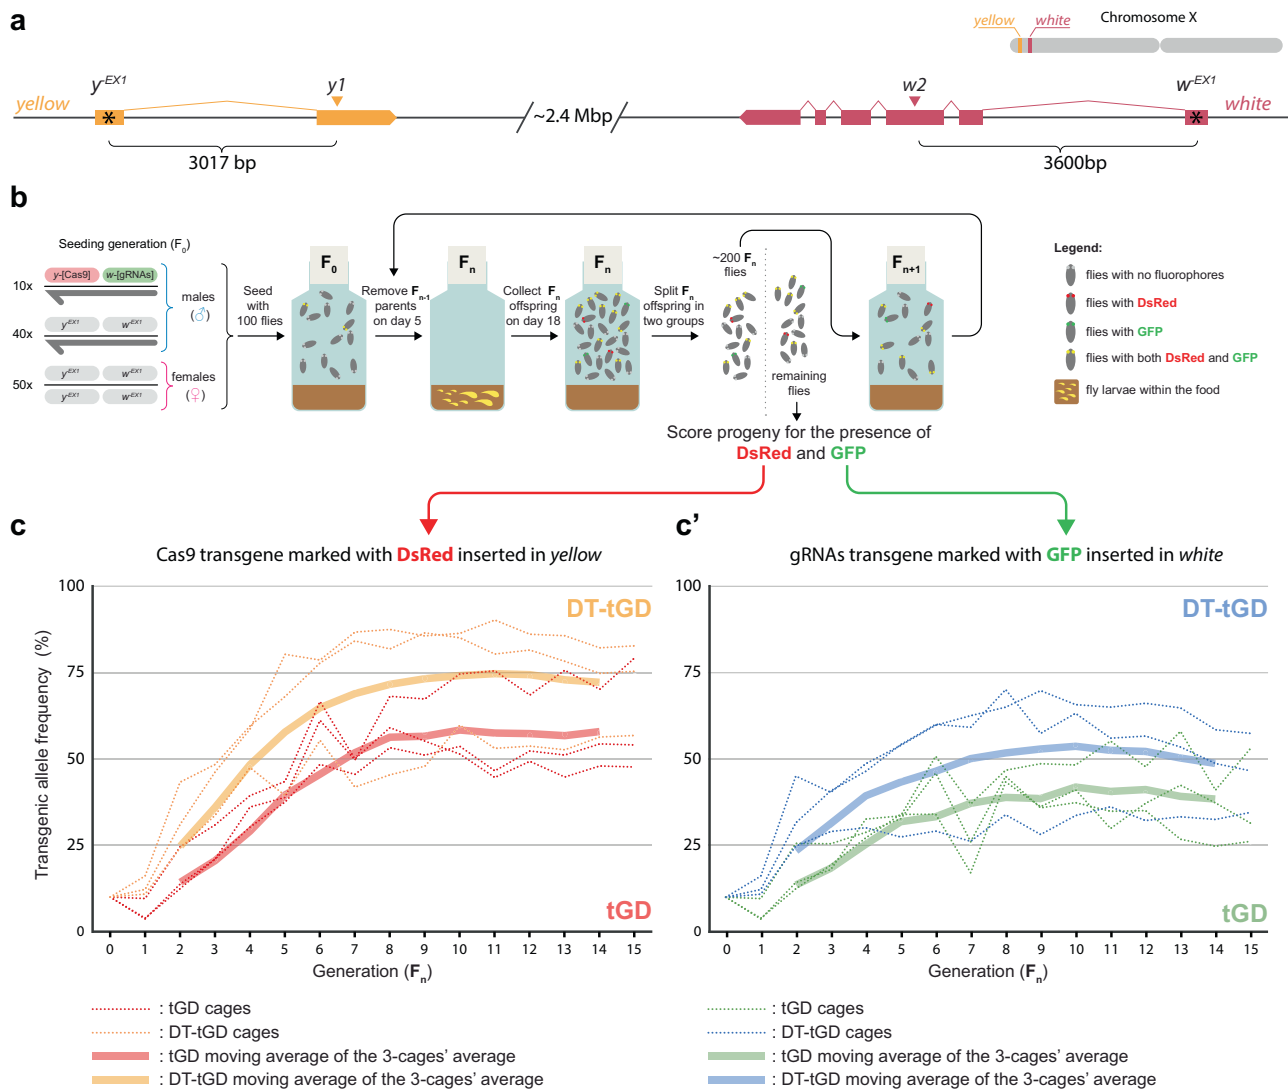 a
yellow
white
Chromosome X
yellow
y-EX1
y1
~2.4 Mbp
w2
w-EX1
white
*
*
3017 bp
3600bp
b
Seeding generation (F0)
y-[Cas9] w-[gRNAs]
10x
males
(♂)
y-EX1 w-EX1
40x
y-EX1 w-EX1
50x
females
(♀)
y-EX1 w-EX1
Seed
with
100 flies
F0
Remove Fn-1
parents
on day 5
Fn
Collect Fn
offspring
on day 18
Fn
Split Fn
offspring in
two groups
~200 Fn
flies
remaining
flies
Fn+1
Legend:
flies with no fluorophores
flies with DsRed
flies with GFP
flies with both DsRed and GFP
fly larvae within the food
Score progeny for the presence of
DsRed and GFP
c
Cas9 transgene marked with DsRed inserted in yellow
Transgenic allele frequency (%)
100
75
50
25
0
DT-tGD
tGD
0 1 2 3 4 5 6 7 8 9 10 11 12 13 14 15
Generation (Fn)
: tGD cages
: DT-tGD cages
: tGD moving average of the 3-cages' average
: DT-tGD moving average of the 3-cages' average
c'
gRNAs transgene marked with GFP inserted in white
100
75
50
25
0
DT-tGD
tGD
0 1 2 3 4 5 6 7 8 9 10 11 12 13 14 15
Generation (Fn)
: tGD cages
: DT-tGD cages
: tGD moving average of the 3-cages' average
: DT-tGD moving average of the 3-cages' average